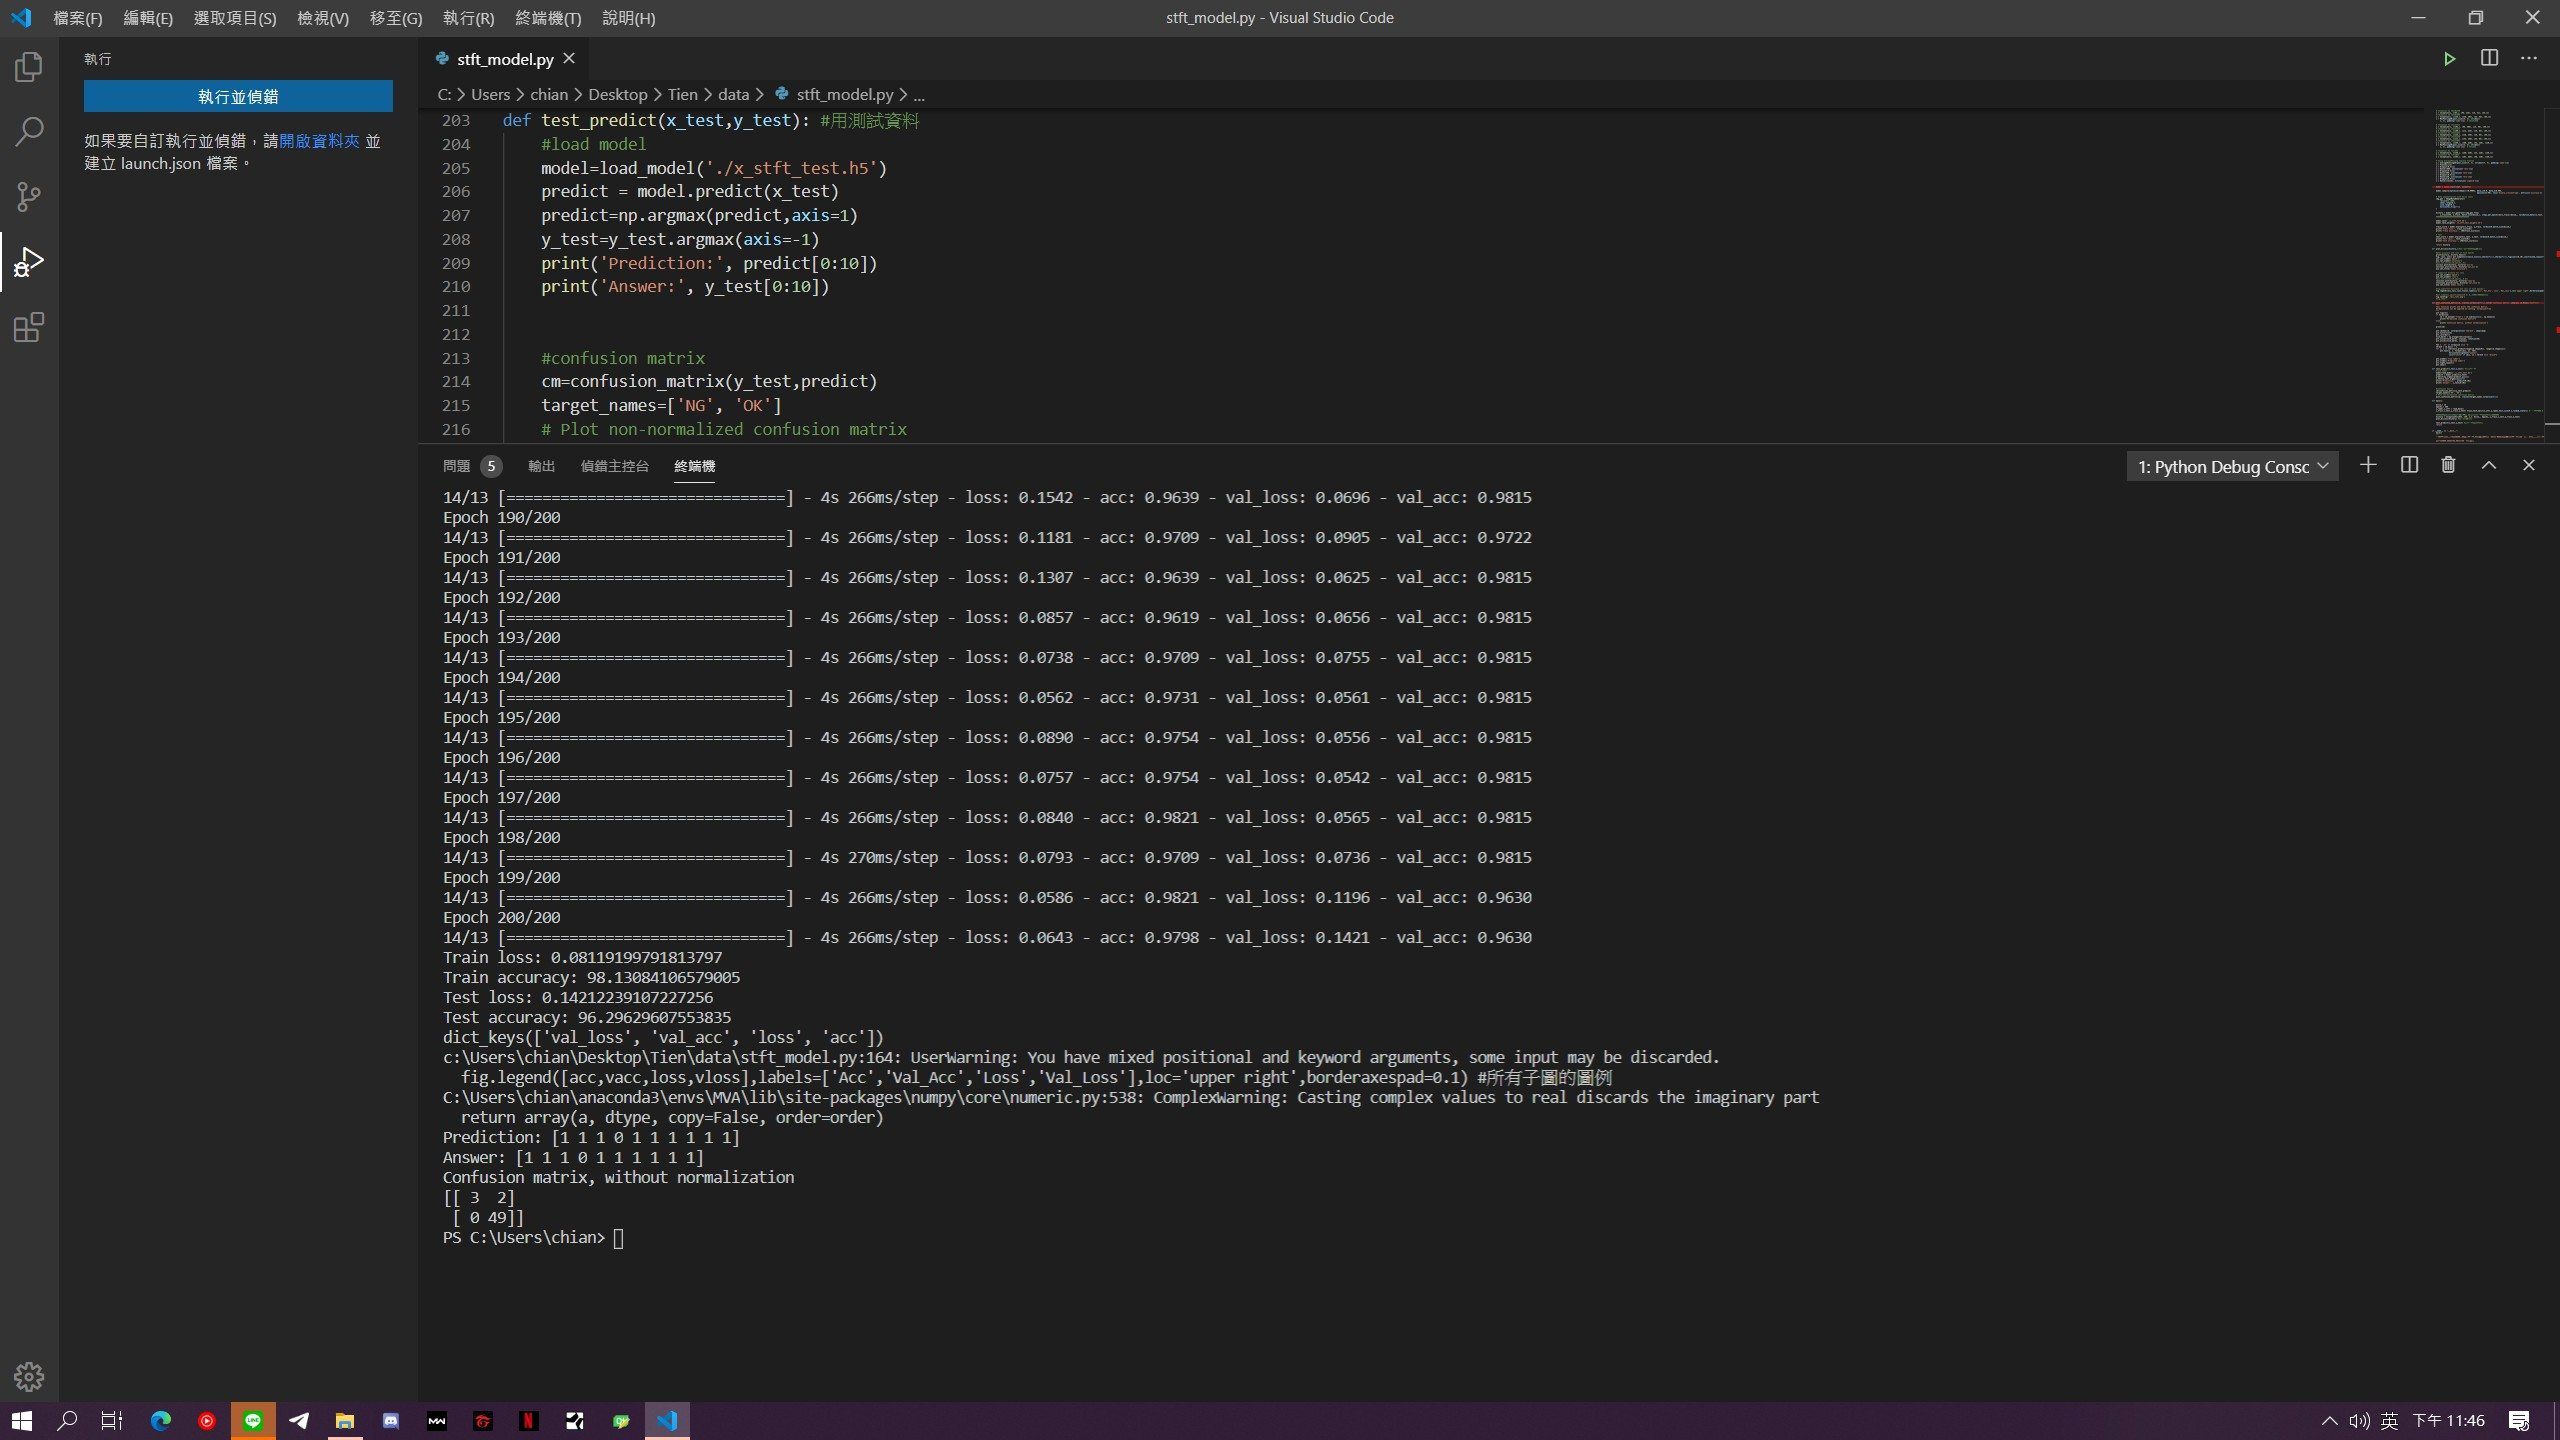 檔案(F) 編輯(E) 選取項目(S) 檢視(V) 移至(G) 執行(R) 終端機(T) 說明(H) stft_model.py - Visual Studio Code
執行
執行並偵錯
如果要自訂執行並偵錯，請開啟資料夾 並
建立 launch.json 檔案。
stft_model.py
C: > Users > chian > Desktop > Tien > data > stft_model.py > ...
203 def test_predict(x_test,y_test): #用測試資料
204 #load model
205 model=load_model('./x_stft_test.h5')
206 predict = model.predict(x_test)
207 predict=np.argmax(predict,axis=1)
208 y_test=y_test.argmax(axis=-1)
209 print('Prediction:', predict[0:10])
210 print('Answer:', y_test[0:10])
211
212
213 #confusion matrix
214 cm=confusion_matrix(y_test,predict)
215 target_names=['NG', 'OK']
216 # Plot non-normalized confusion matrix
問題 5 輸出 偵錯主控台 終端機 1: Python Debug Consc
14/13 [==============================] - 4s 266ms/step - loss: 0.1542 - acc: 0.9639 - val_loss: 0.0696 - val_acc: 0.9815
Epoch 190/200
14/13 [==============================] - 4s 266ms/step - loss: 0.1181 - acc: 0.9709 - val_loss: 0.0905 - val_acc: 0.9722
Epoch 191/200
14/13 [==============================] - 4s 266ms/step - loss: 0.1307 - acc: 0.9639 - val_loss: 0.0625 - val_acc: 0.9815
Epoch 192/200
14/13 [==============================] - 4s 266ms/step - loss: 0.0857 - acc: 0.9619 - val_loss: 0.0656 - val_acc: 0.9815
Epoch 193/200
14/13 [==============================] - 4s 266ms/step - loss: 0.0738 - acc: 0.9709 - val_loss: 0.0755 - val_acc: 0.9815
Epoch 194/200
14/13 [==============================] - 4s 266ms/step - loss: 0.0562 - acc: 0.9731 - val_loss: 0.0561 - val_acc: 0.9815
Epoch 195/200
14/13 [==============================] - 4s 266ms/step - loss: 0.0890 - acc: 0.9754 - val_loss: 0.0556 - val_acc: 0.9815
Epoch 196/200
14/13 [==============================] - 4s 266ms/step - loss: 0.0757 - acc: 0.9754 - val_loss: 0.0542 - val_acc: 0.9815
Epoch 197/200
14/13 [==============================] - 4s 266ms/step - loss: 0.0840 - acc: 0.9821 - val_loss: 0.0565 - val_acc: 0.9815
Epoch 198/200
14/13 [==============================] - 4s 270ms/step - loss: 0.0793 - acc: 0.9709 - val_loss: 0.0736 - val_acc: 0.9815
Epoch 199/200
14/13 [==============================] - 4s 266ms/step - loss: 0.0586 - acc: 0.9821 - val_loss: 0.1196 - val_acc: 0.9630
Epoch 200/200
14/13 [==============================] - 4s 266ms/step - loss: 0.0643 - acc: 0.9798 - val_loss: 0.1421 - val_acc: 0.9630
Train loss: 0.08119199791813797
Train accuracy: 98.13084106579005
Test loss: 0.14212239107227256
Test accuracy: 96.29629607553835
dict_keys(['val_loss', 'val_acc', 'loss', 'acc'])
c:\Users\chian\Desktop\Tien\data\stft_model.py:164: UserWarning: You have mixed positional and keyword arguments, some input may be discarded.
fig.legend([acc,vacc,loss,vloss],labels=['Acc','Val_Acc','Loss','Val_Loss'],loc='upper right',borderaxespad=0.1) #所有子圖的圖例
C:\Users\chian\anaconda3\envs\MVA\lib\site-packages\numpy\core\numeric.py:538: ComplexWarning: Casting complex values to real discards the imaginary part
return array(a, dtype, copy=False, order=order)
Prediction: [1 1 1 0 1 1 1 1 1 1]
Answer: [1 1 1 0 1 1 1 1 1 1]
Confusion matrix, without normalization
[[ 3  2]
[ 0 49]]
PS C:\Users\chian>
英 下午 11:46